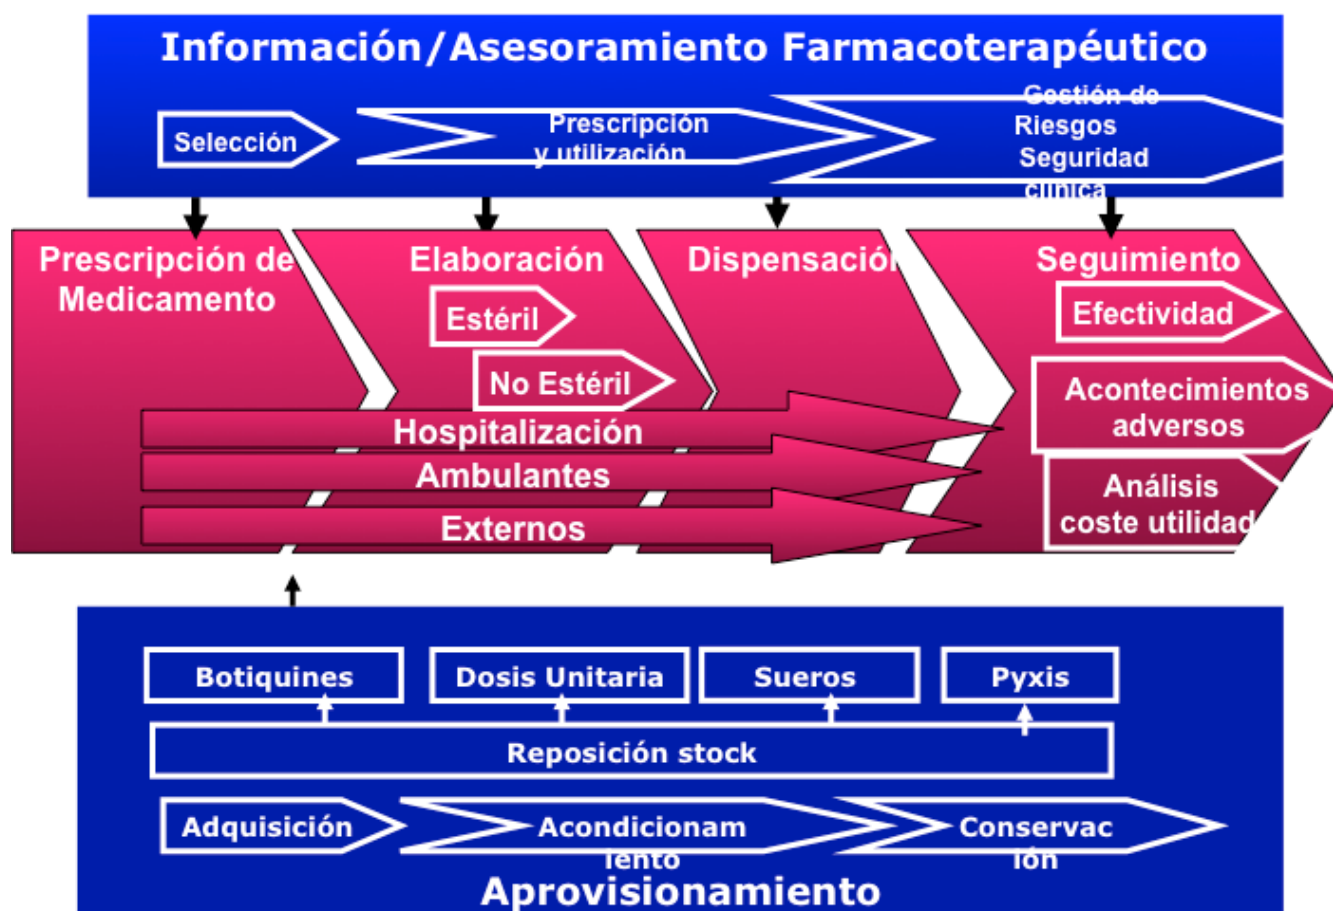 Información/Asesoramiento Farmacoterapéutico
Selección
Prescripción
y utilización
Gestión de
Riesgos
Seguridad
clínica
Prescripción de
Medicamento
Elaboración
Estéril
No Estéril
Dispensación
Seguimiento
Efectividad
Acontecimientos
adversos
Análisis
coste utilidad
Hospitalización
Ambulantes
Externos
Botiquines
Dosis Unitaria
Sueros
Pyxis
Reposición stock
Adquisición
Acondicionam
iento
Conservac
ión
Aprovisionamiento